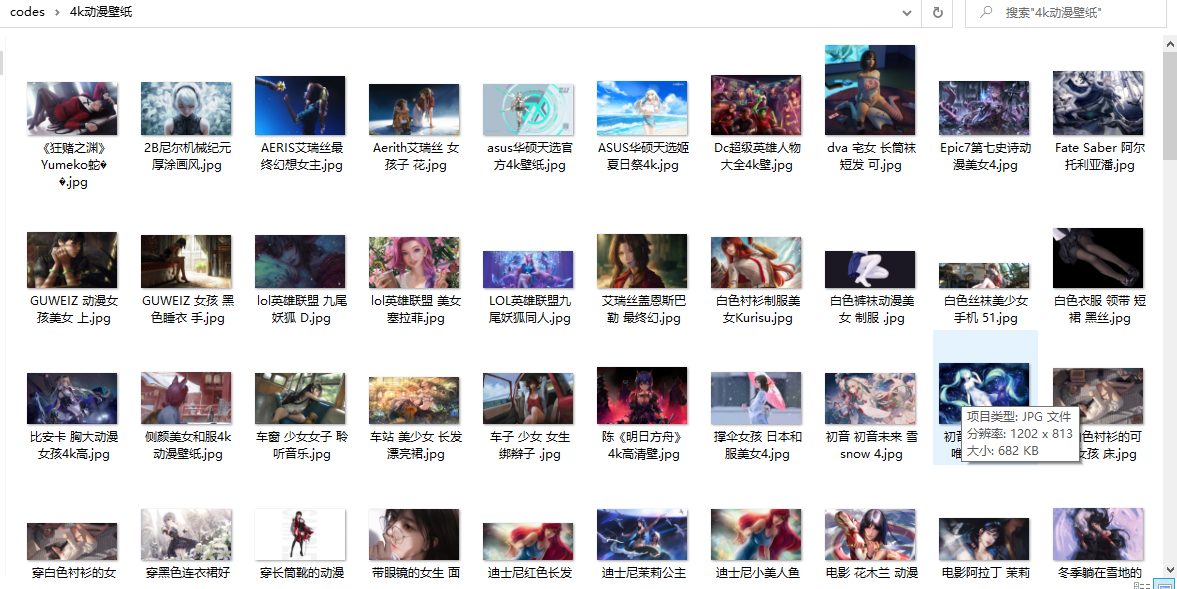 codes › 4k动漫壁纸
搜索"4k动漫壁纸"
《狂赌之渊》
Yumeko蛇�
�.jpg
2B尼尔机械纪元
厚涂画风.jpg
AERIS艾瑞丝最
终幻想女主.jpg
Aerith艾瑞丝 女
孩子 花.jpg
asus华硕天选官
方4k壁纸.jpg
ASUS华硕天选姬
夏日祭4k.jpg
Dc超级英雄人物
大全4k壁.jpg
dva 宅女 长筒袜
短发 可.jpg
Epic7第七史诗动
漫美女4.jpg
Fate Saber 阿尔
托利亚潘.jpg
GUWEIZ 动漫女
孩美女 上.jpg
GUWEIZ 女孩 黑
色睡衣 手.jpg
lol英雄联盟 九尾
妖狐 D.jpg
lol英雄联盟 美女
塞拉菲.jpg
LOL英雄联盟九
尾妖狐同人.jpg
艾瑞丝盖恩斯巴
勒 最终幻.jpg
白色衬衫制服美
女Kurisu.jpg
白色裤袜动漫美
女 制服 .jpg
白色丝袜美少女
手机 51.jpg
白色衣服 领带 短
裙 黑丝.jpg
比安卡 胸大动漫
女孩4k高.jpg
侧颜美女和服4k
动漫壁纸.jpg
车窗 少女女子 聆
听音乐.jpg
车站 美少女 长发
漂亮裙.jpg
车子 少女 女生
绑辫子 .jpg
陈《明日方舟》
4k高清壁.jpg
撑伞女孩 日本和
服美女4.jpg
初音 初音未来 雪
snow 4.jpg
初音
唯
项目类型: JPG 文件
分辨率: 1202 x 813
大小: 682 KB
色衬衫的可
女孩 床.jpg
穿白色衬衫的女
穿黑色连衣裙好
穿长筒靴的动漫
带眼镜的女生 面
迪士尼红色长发
迪士尼茉莉公主
迪士尼小美人鱼
电影 花木兰 动漫
电影阿拉丁 茉莉
冬季躺在雪地的